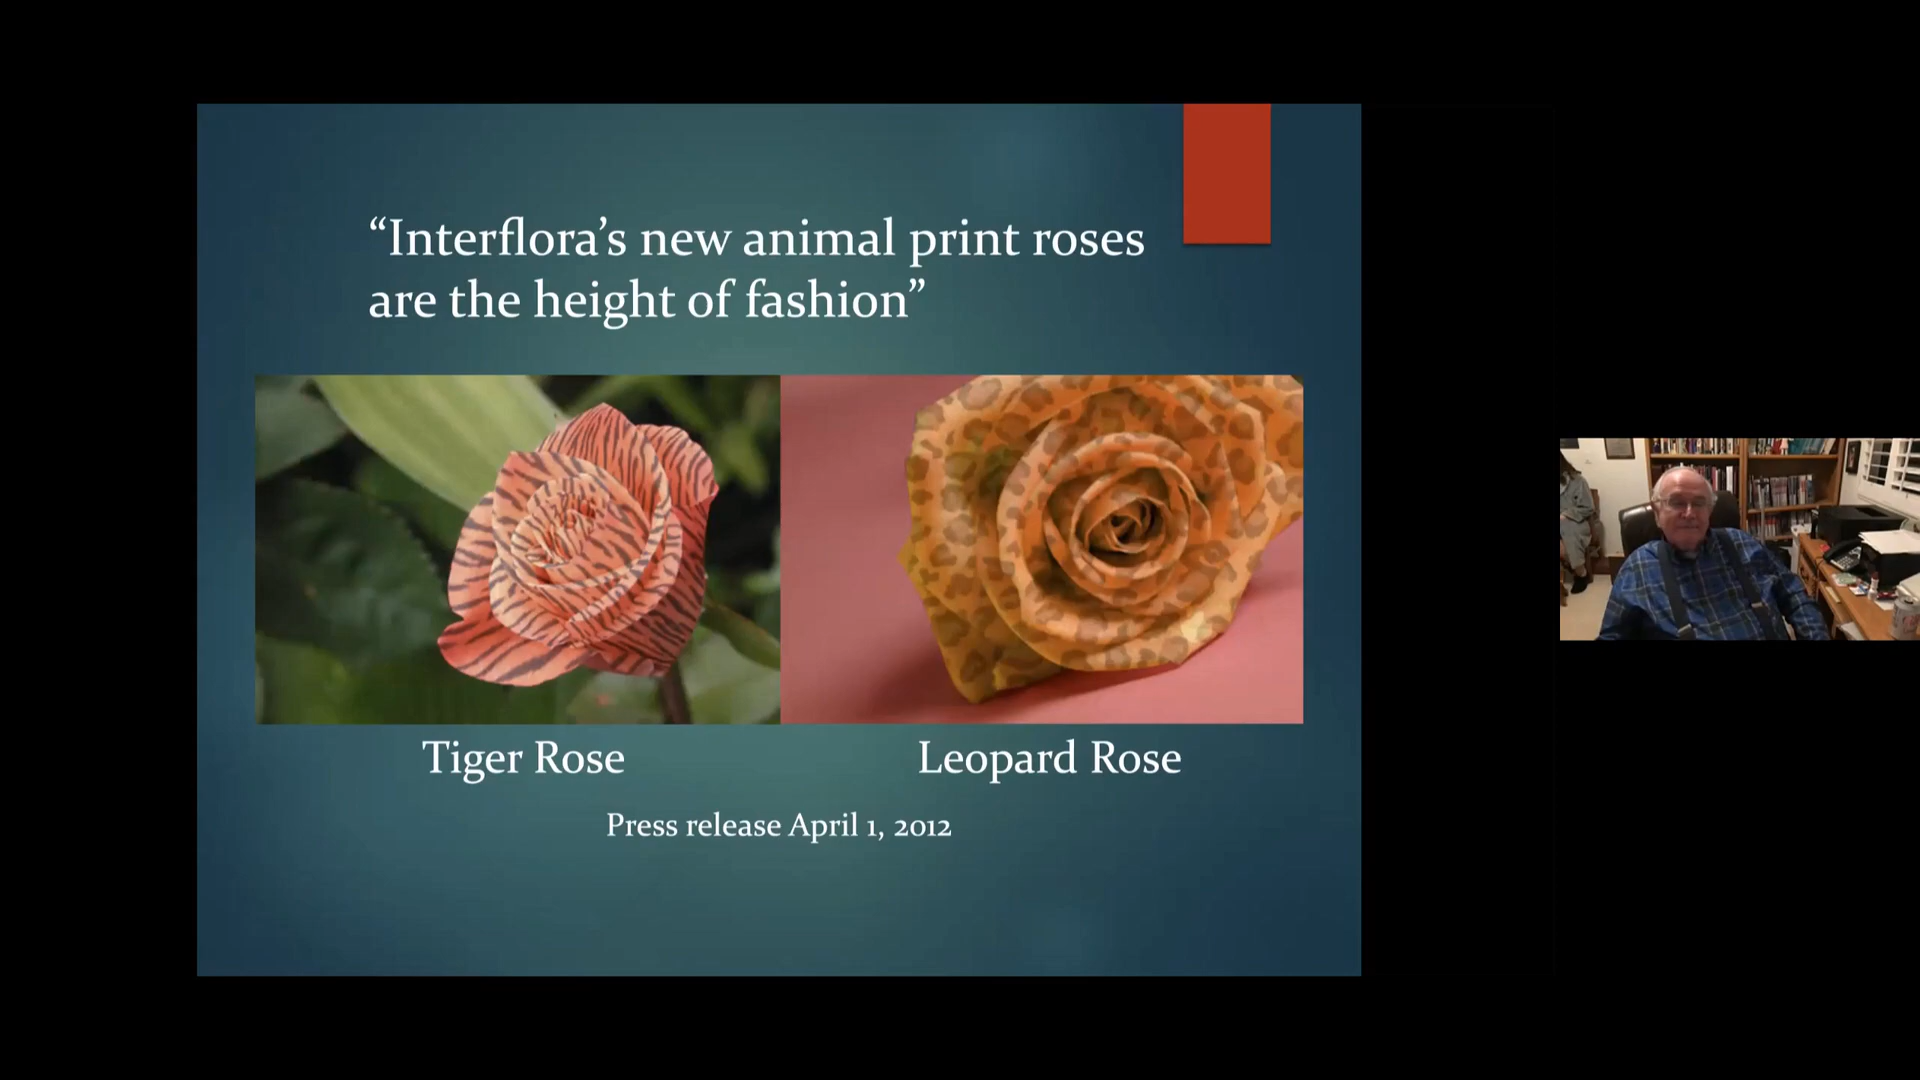 “Interflora’s new animal print roses
are the height of fashion”
Tiger Rose
Leopard Rose
Press release April 1, 2012